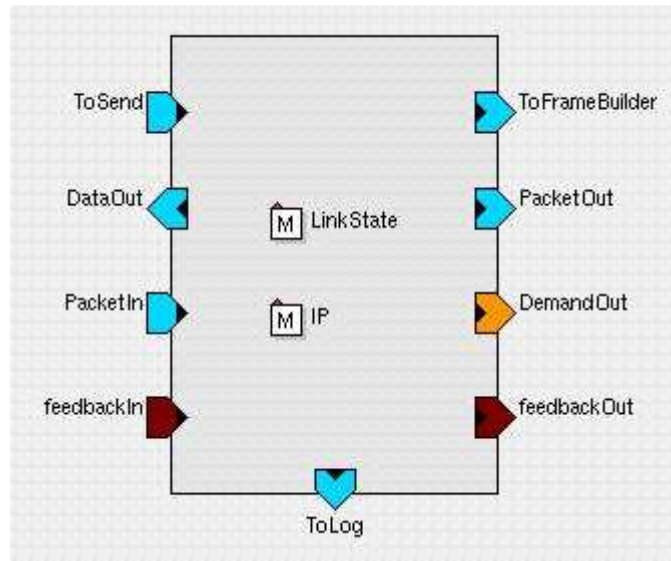 ToSend
ToFrameBuilder
DataOut
PacketOut
M LinkState
PacketIn
M IP
DemandOut
feedbackIn
feedbackOut
ToLog